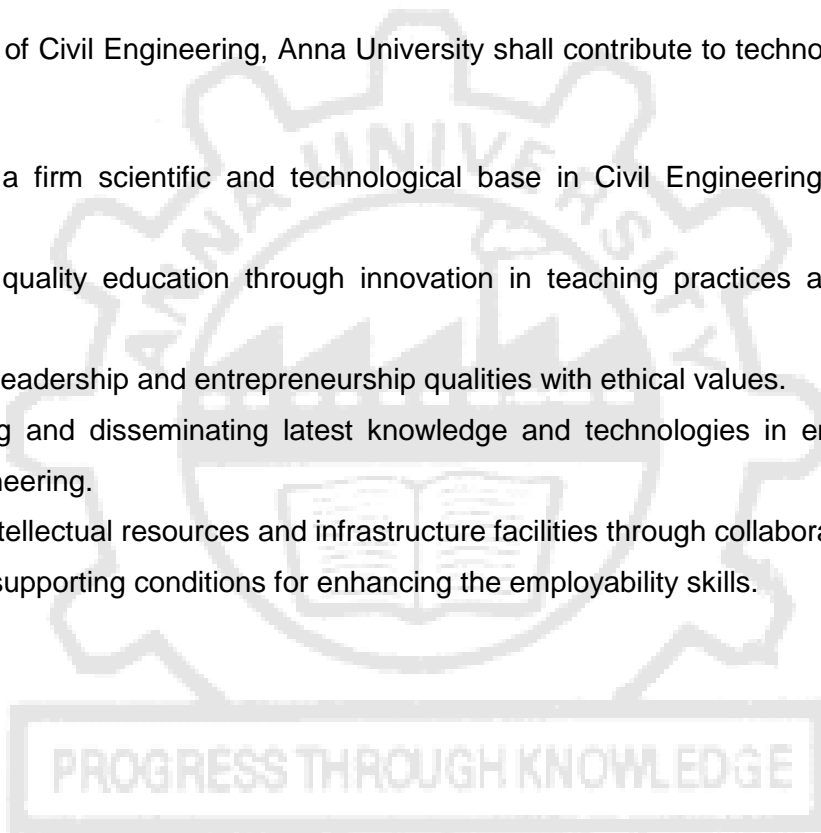 of Civil Engineering, Anna University shall contribute to techno
a firm scientific and technological base in Civil Engineering
quality education through innovation in teaching practices a
eadership and entrepreneurship qualities with ethical values.
g and disseminating latest knowledge and technologies in e
neering.
tellectual resources and infrastructure facilities through collabora
supporting conditions for enhancing the employability skills.
ANNA UNIVERSITY
PROGRESS THROUGH KNOWLEDGE